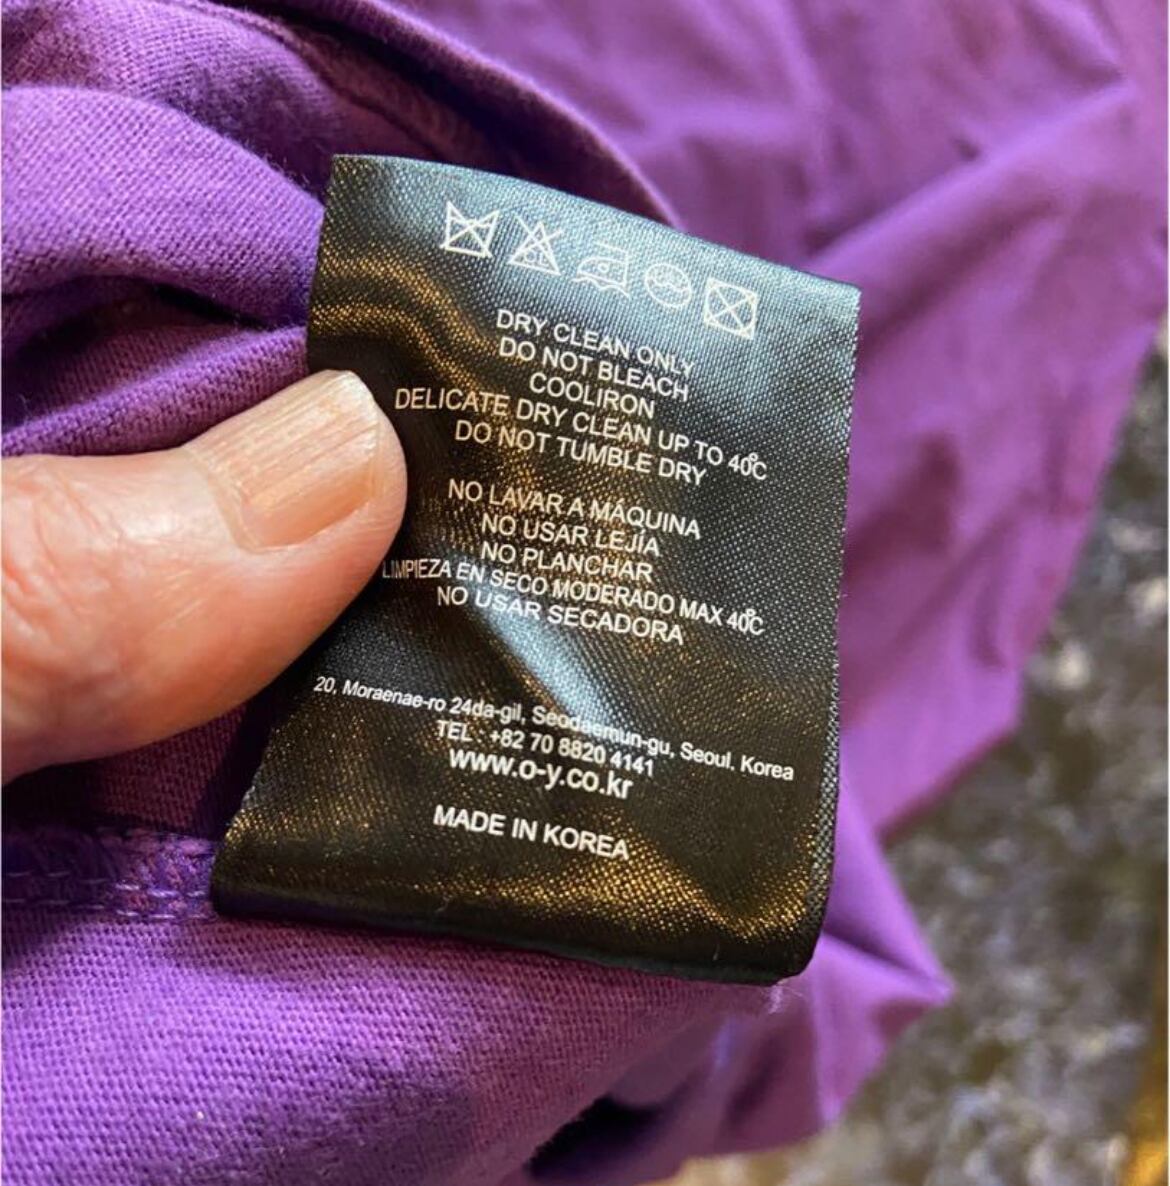 DRY CLEAN ONLY
DO NOT BLEACH
COOLIRON
DELICATE DRY CLEAN UP TO 40℃
DO NOT TUMBLE DRY
NO LAVAR A MÁQUINA
NO USAR LEJÍA
NO PLANCHAR
LIMPIEZA EN SECO MODERADO MAX 40℃
NO USAR SECADORA
20, Moraenae-ro 24da-gil, Seodaemun-gu, Seoul, Korea
TEL : +82 70 8820 4141
www.o-y.co.kr
MADE IN KOREA